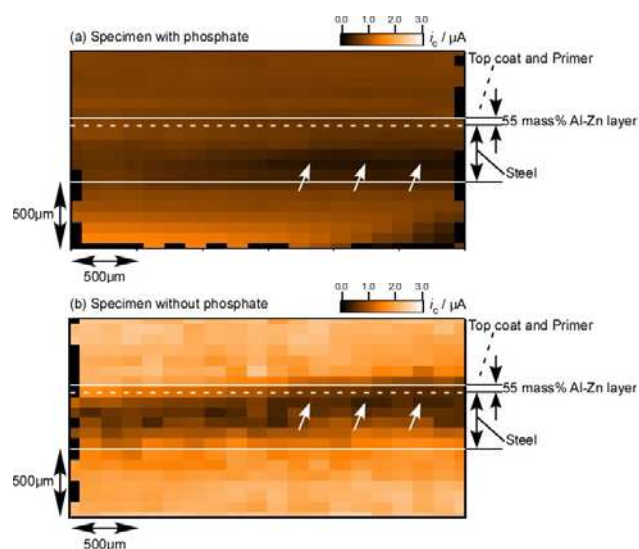 (a) Specimen with phosphate
0.0 1.0 2.0 3.0
ic / µA
Top coat and Primer
55 mass% Al-Zn layer
Steel
500µm
500µm
(b) Specimen without phosphate
0.0 1.0 2.0 3.0
ic / µA
Top coat and Primer
55 mass% Al-Zn layer
Steel
500µm
500µm